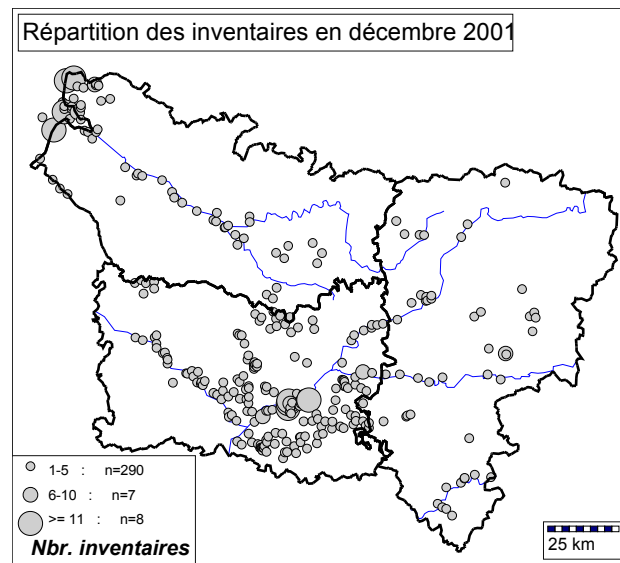 Répartition des inventaires en décembre 2001
1-5 : n=290
6-10 : n=7
>= 11 : n=8
Nbr. inventaires
25 km